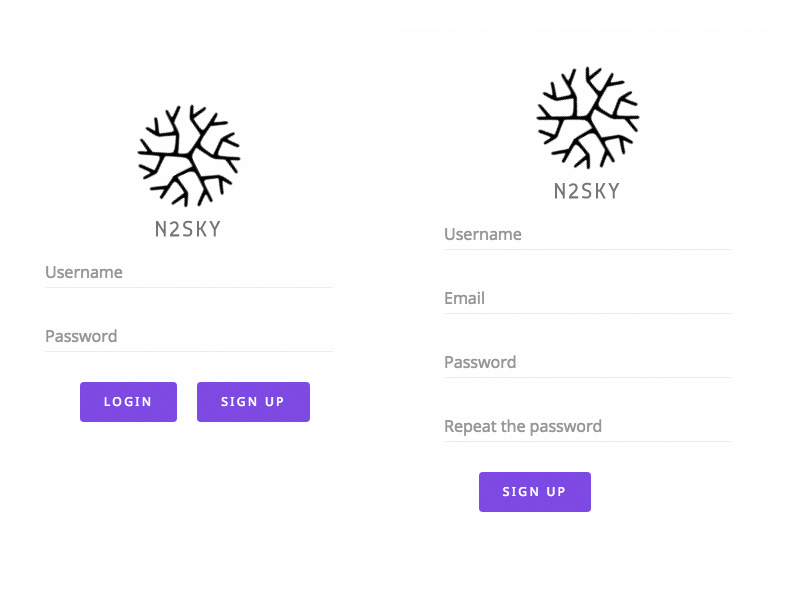 N2SKY
Username
Password
LOGIN
SIGN UP
N2SKY
Username
Email
Password
Repeat the password
SIGN UP